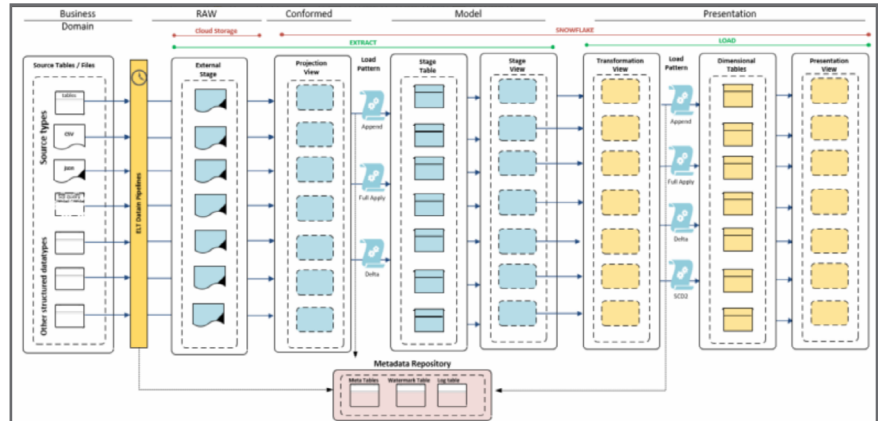 Business
Domain
RAW
Conformed
Model
Presentation
Cloud Storage
SNOWFLAKE
EXTRACT
LOAD
Source Tables / Files
External
Stage
Projection
View
Load
Pattern
Stage
Table
Stage
View
Transformation
View
Load
Pattern
Dimensional
Tables
Presentation
View
Source types
tables
csv
json
Other structured datatypes
ELT Datam Pipelines
Append
Full Apply
Delta
Append
Full Apply
Delta
SCD2
Metadata Repository
Meta Tables
Watermark Table
Log table